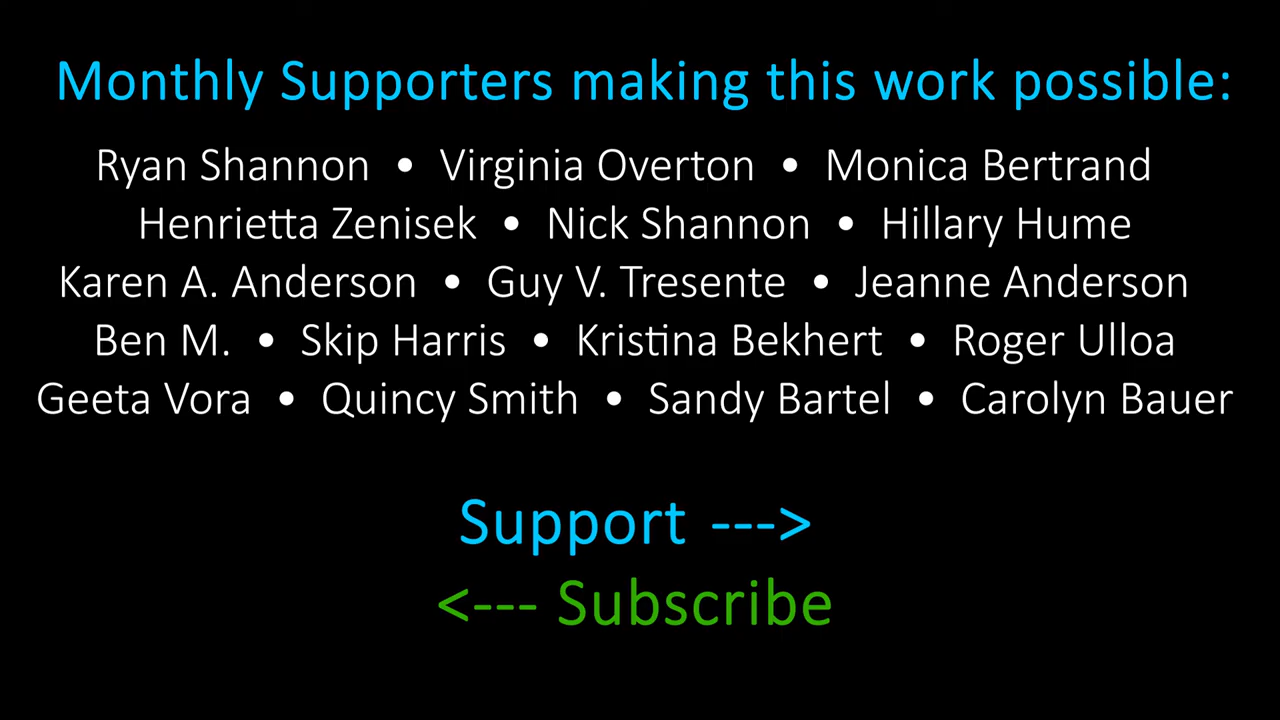 Monthly Supporters making this work possible:
Ryan Shannon • Virginia Overton • Monica Bertrand
Henrietta Zenisek • Nick Shannon • Hillary Hume
Karen A. Anderson • Guy V. Tresente • Jeanne Anderson
Ben M. • Skip Harris • Kristina Bekhert • Roger Ulloa
Geeta Vora • Quincy Smith • Sandy Bartel • Carolyn Bauer
Support --->
<--- Subscribe